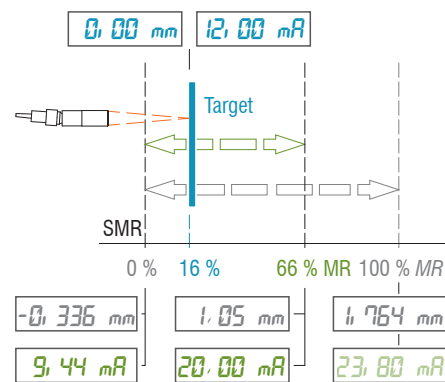 0,00 mm 12,00 mA
Target
SMR
0 % 16 % 66 % MR 100 % MR
-0,336 mm 1,05 mm 1,764 mm
9,44 mA 20,00 mA 23,80 mA